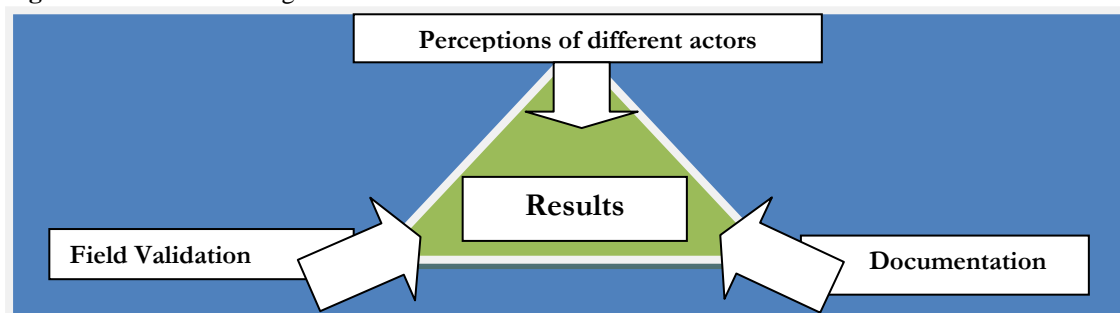 Perceptions of different actors
Results
Field Validation
Documentation